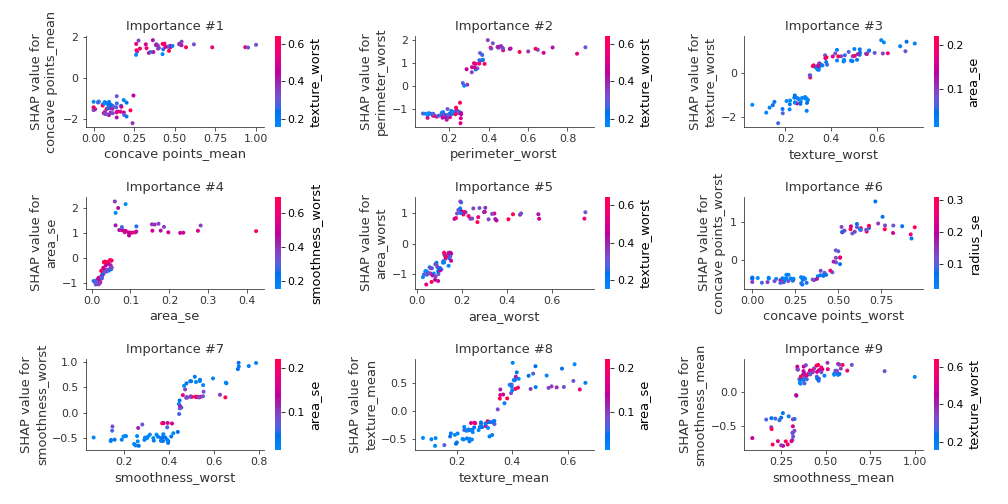 Importance #1
SHAP value for
concave points_mean
2
0
−2
0.00 0.25 0.50 0.75 1.00
concave points_mean
0.6
0.4
0.2
texture_worst
Importance #2
SHAP value for
perimeter_worst
2
1
0
−1
0.2 0.4 0.6 0.8
perimeter_worst
0.6
0.4
0.2
texture_worst
Importance #3
SHAP value for
texture_worst
0
−2
0.2 0.4 0.6
texture_worst
0.2
0.1
area_se
Importance #4
SHAP value for
area_se
2
1
0
−1
0.0 0.2 0.4
area_se
0.6
0.4
0.2
smoothness_worst
Importance #5
SHAP value for
area_worst
1
0
−1
0.0 0.2 0.4 0.6
area_worst
0.6
0.4
0.2
texture_worst
Importance #6
SHAP value for
concave points_worst
1
0
0.00 0.25 0.50 0.75
concave points_worst
0.3
0.2
0.1
radius_se
Importance #7
SHAP value for
smoothness_worst
1.0
0.5
0.0
−0.5
0.2 0.4 0.6 0.8
smoothness_worst
0.2
0.1
area_se
Importance #8
SHAP value for
texture_mean
0.5
0.0
−0.5
0.2 0.4 0.6
texture_mean
0.2
0.1
area_se
Importance #9
SHAP value for
smoothness_mean
0.0
−0.5
0.25 0.50 0.75 1.00
smoothness_mean
0.6
0.4
0.2
texture_worst